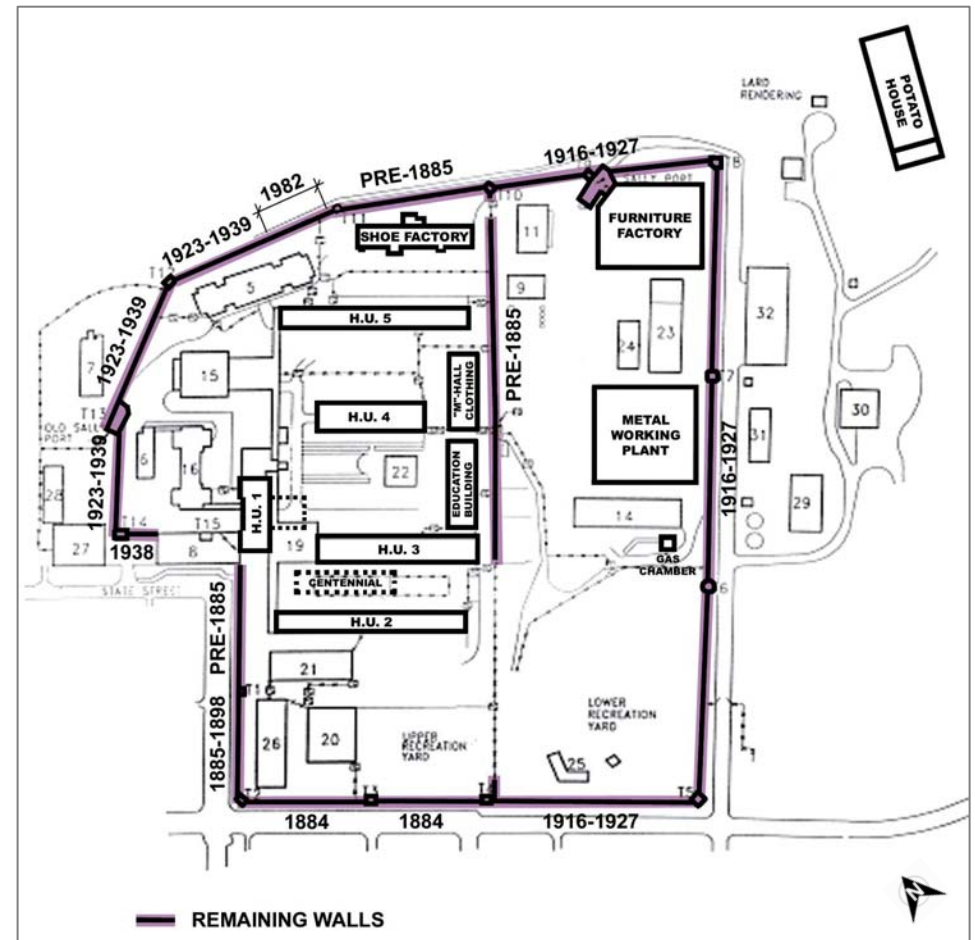 POTATO
HOUSE
LARD
RENDERING
1916-1927
PRE-1885
1982
1923-1939
T8
SALLY PORT
T10
FURNITURE
FACTORY
SHOE FACTORY
11
T12
5
9
32
H.U. 5
23
24
7
1923-1939
15
PRE-1885
"M"-HALL
CLOTHING
T7
H.U. 4
METAL
WORKING
PLANT
30
T13
OLD SALLY
PORT
31
6
16
22
EDUCATION
BUILDING
1916-1927
28
1923-1939
H.U. 1
29
14
T14
T15
1938
27
8
19
H.U. 3
GAS
CHAMBER
STATE STREET
CENTENNIAL
6
PRE-1885
H.U. 2
21
T1
1885-1898
26
20
UPPER
RECREATION
YARD
LOWER
RECREATION
YARD
25
T2
T3
T4
T5
1884
1884
1916-1927
N
REMAINING WALLS